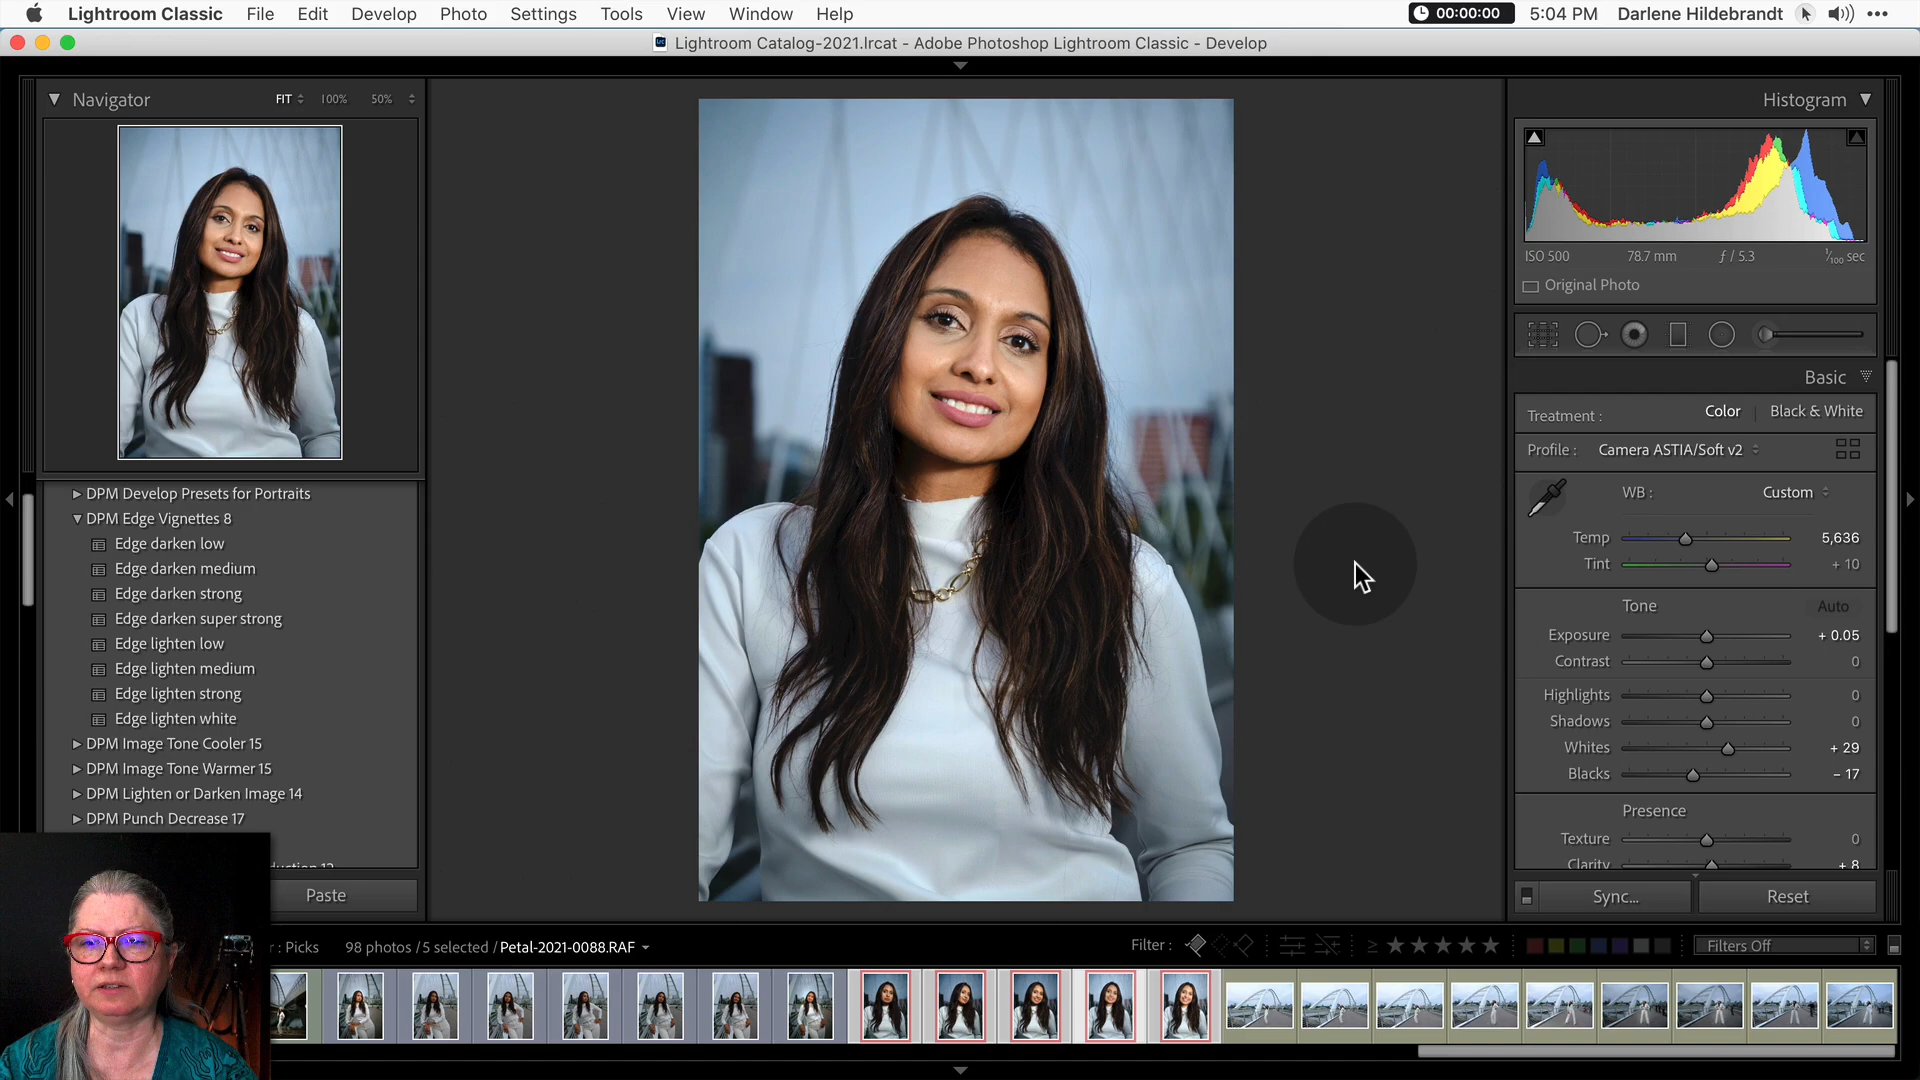 Lightroom Classic File Edit Develop Photo Settings Tools View Window Help 00:00:00 5:04 PM Darlene Hildebrandt
Lightroom Catalog-2021.lrcat - Adobe Photoshop Lightroom Classic - Develop
Navigator FIT 100% 50%
Histogram
ISO 500 78.7 mm ƒ / 5.3 1/100 sec
Original Photo
Basic
Treatment : Color Black & White
Profile : Camera ASTIA/Soft v2
WB : Custom
Temp 5,636
Tint + 10
Tone Auto
Exposure + 0.05
Contrast 0
Highlights 0
Shadows 0
Whites + 29
Blacks – 17
Presence
Texture 0
Clarity + 8
Sync... Reset
DPM Develop Presets for Portraits
DPM Edge Vignettes 8
Edge darken low
Edge darken medium
Edge darken strong
Edge darken super strong
Edge lighten low
Edge lighten medium
Edge lighten strong
Edge lighten white
DPM Image Tone Cooler 15
DPM Image Tone Warmer 15
DPM Lighten or Darken Image 14
DPM Punch Decrease 17
Paste
: Picks 98 photos / 5 selected / Petal-2021-0088.RAF Filter : ≥ Filters Off